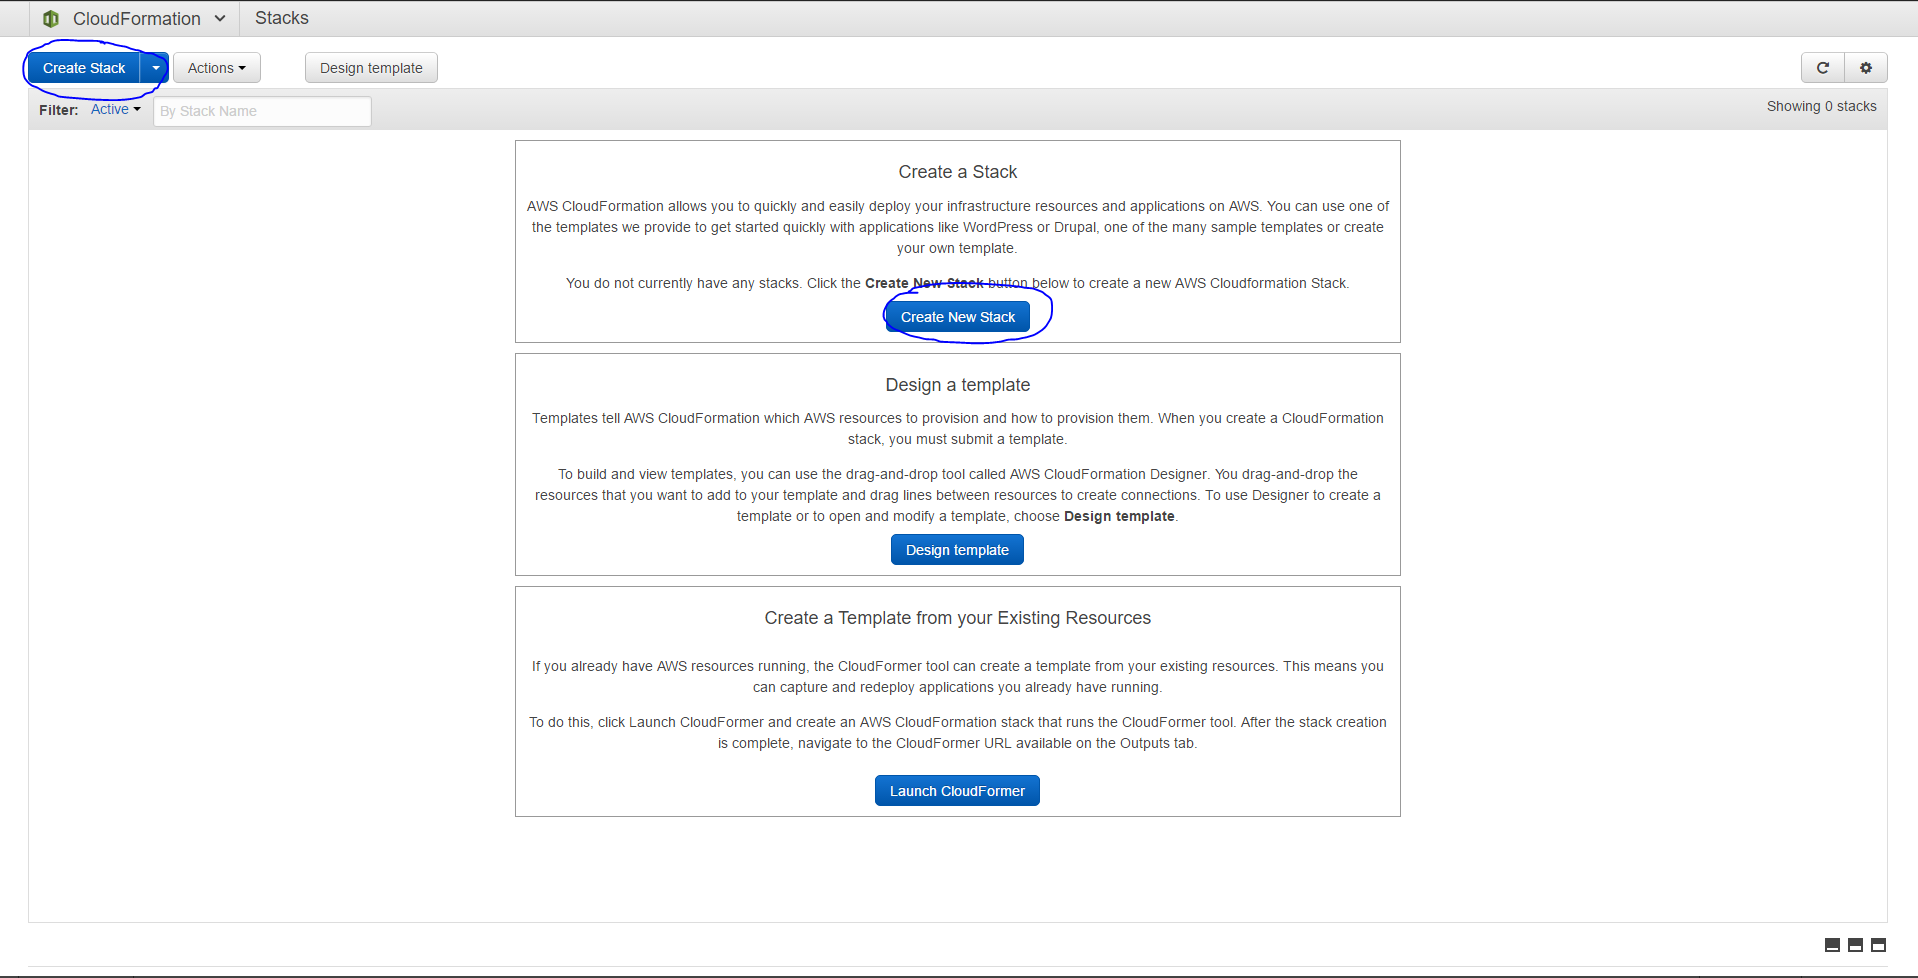 CloudFormation Stacks
Create Stack Actions Design template
Filter: Active By Stack Name Showing 0 stacks
Create a Stack
AWS CloudFormation allows you to quickly and easily deploy your infrastructure resources and applications on AWS. You can use one of
the templates we provide to get started quickly with applications like WordPress or Drupal, one of the many sample templates or create
your own template.
You do not currently have any stacks. Click the Create New Stack button below to create a new AWS Cloudformation Stack.
Create New Stack
Design a template
Templates tell AWS CloudFormation which AWS resources to provision and how to provision them. When you create a CloudFormation
stack, you must submit a template.
To build and view templates, you can use the drag-and-drop tool called AWS CloudFormation Designer. You drag-and-drop the
resources that you want to add to your template and drag lines between resources to create connections. To use Designer to create a
template or to open and modify a template, choose Design template.
Design template
Create a Template from your Existing Resources
If you already have AWS resources running, the CloudFormer tool can create a template from your existing resources. This means you
can capture and redeploy applications you already have running.
To do this, click Launch CloudFormer and create an AWS CloudFormation stack that runs the CloudFormer tool. After the stack creation
is complete, navigate to the CloudFormer URL available on the Outputs tab.
Launch CloudFormer